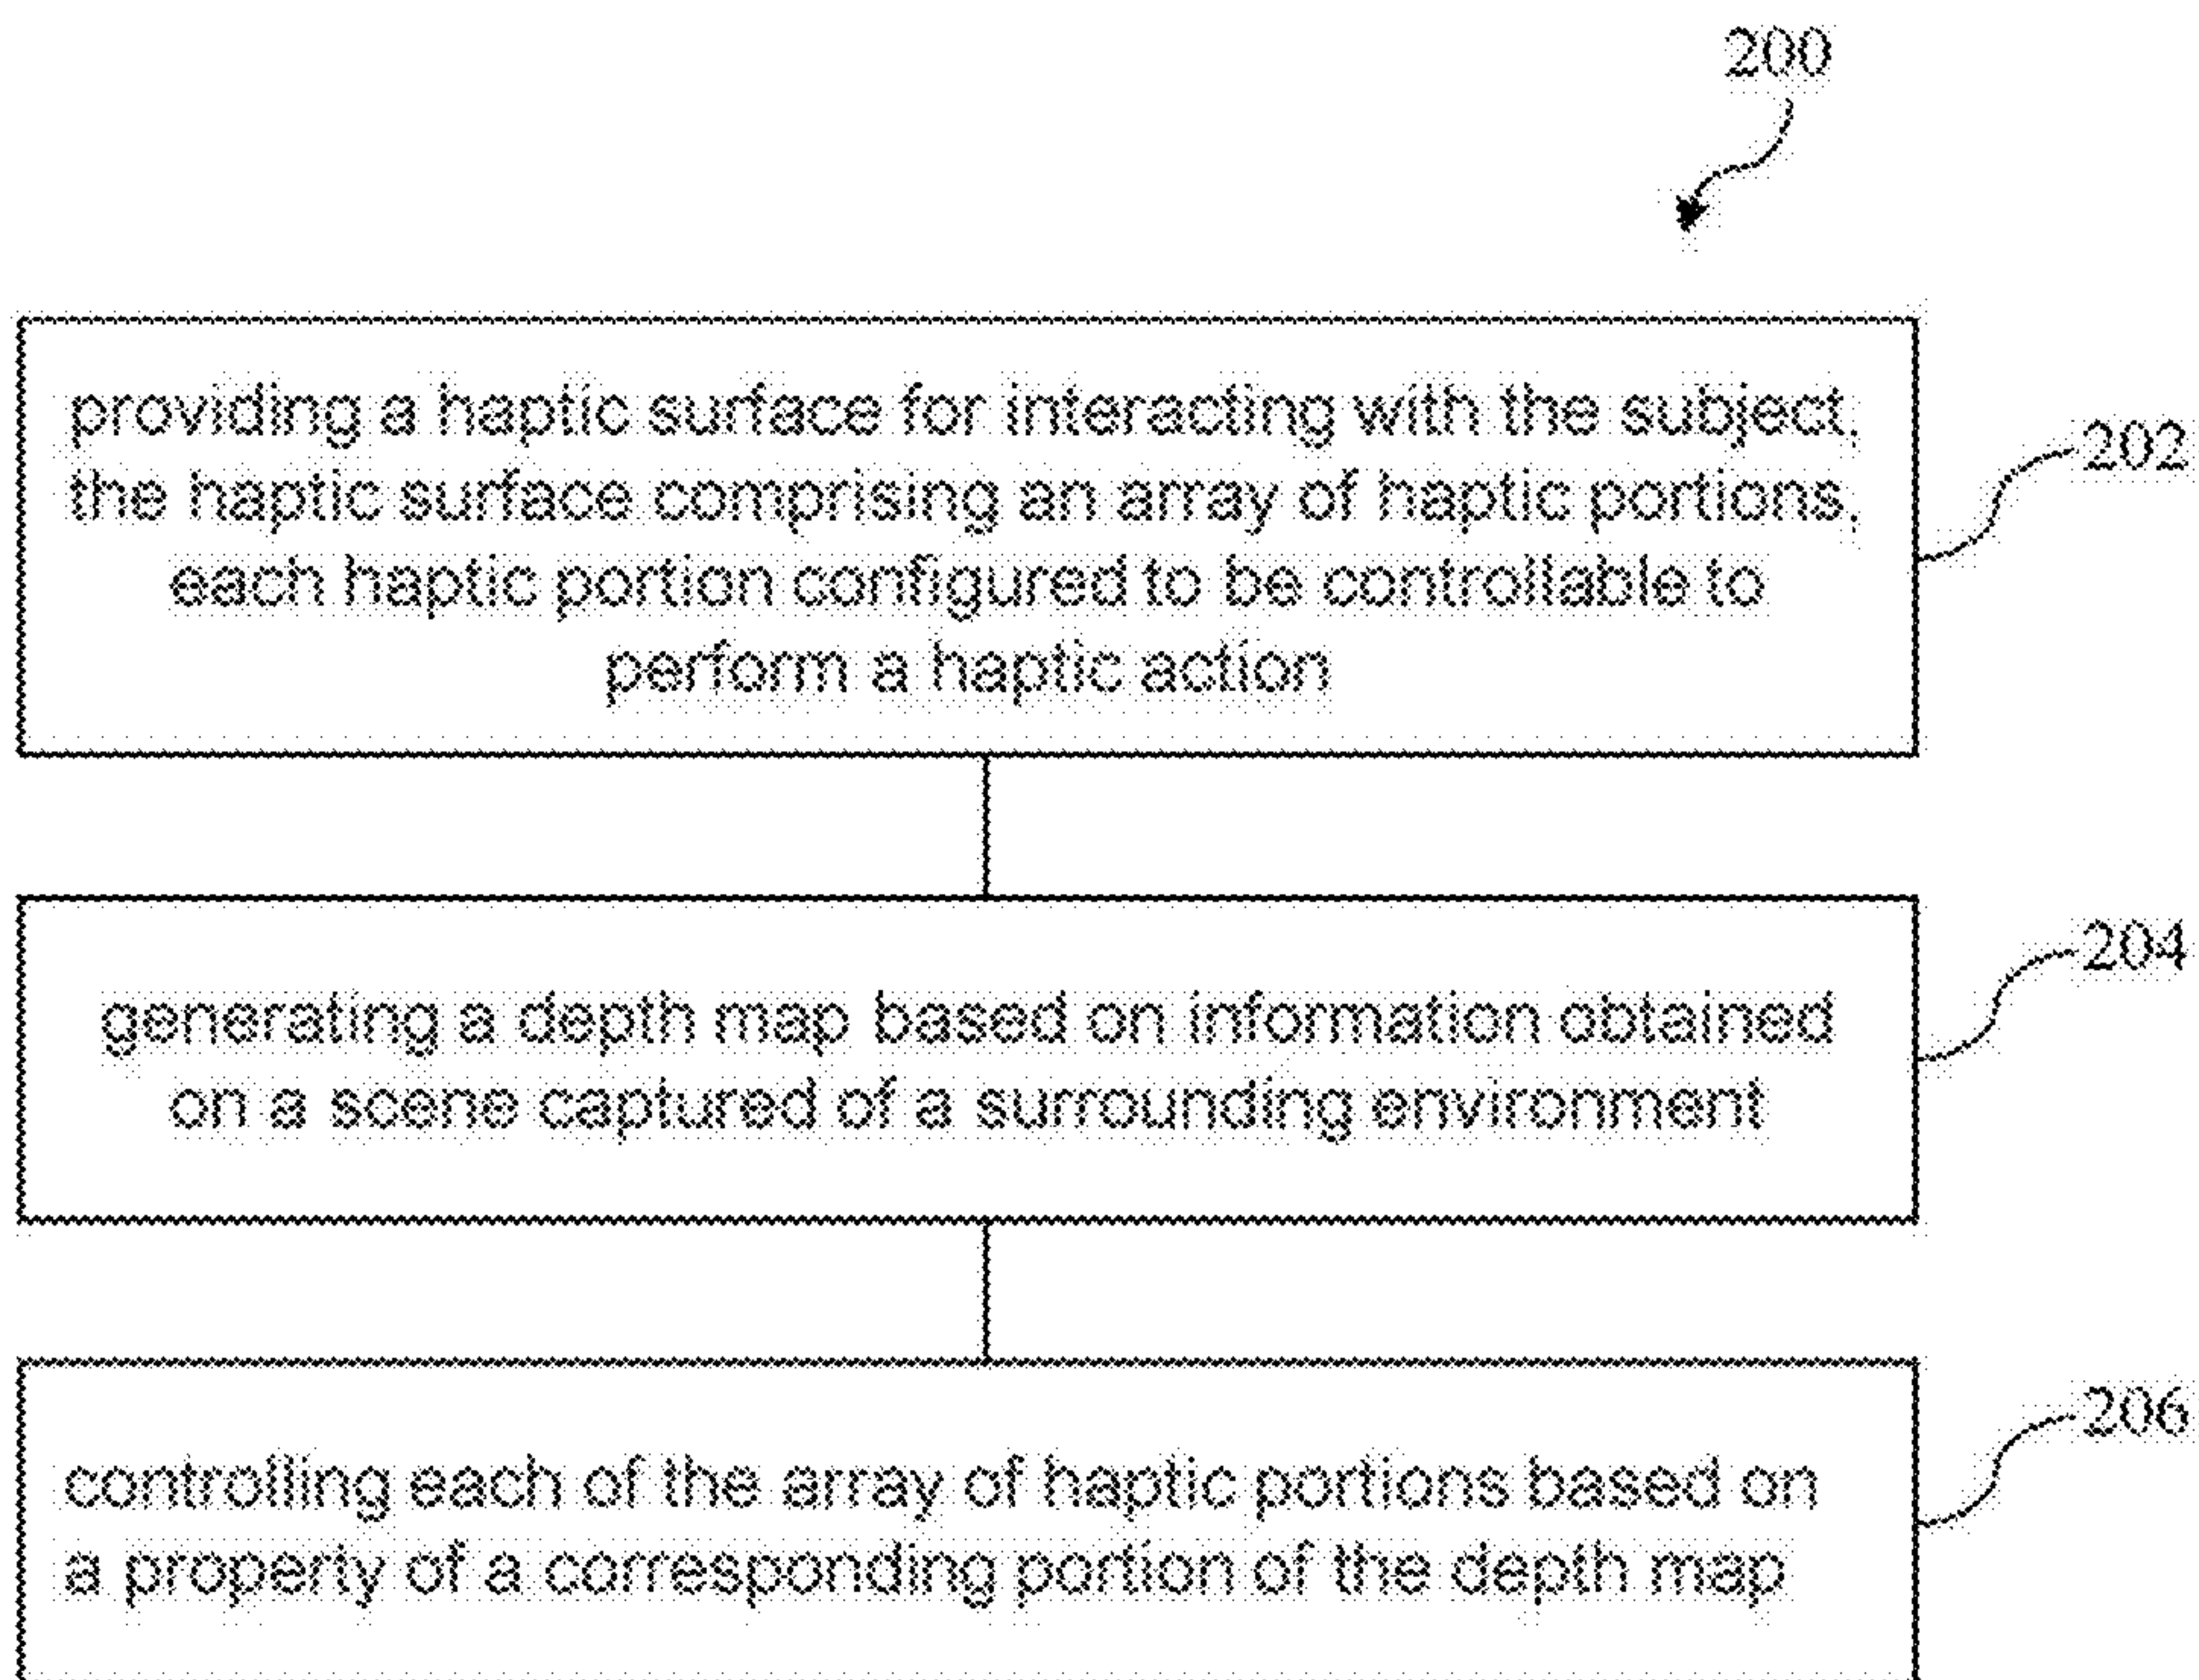 200
providing a haptic surface for interacting with the subject,
the haptic surface comprising an array of haptic portions,
each haptic portion configured to be controllable to
perform a haptic action
202
generating a depth map based on information obtained
on a scene captured of a surrounding environment
204
controlling each of the array of haptic portions based on
a property of a corresponding portion of the depth map
206